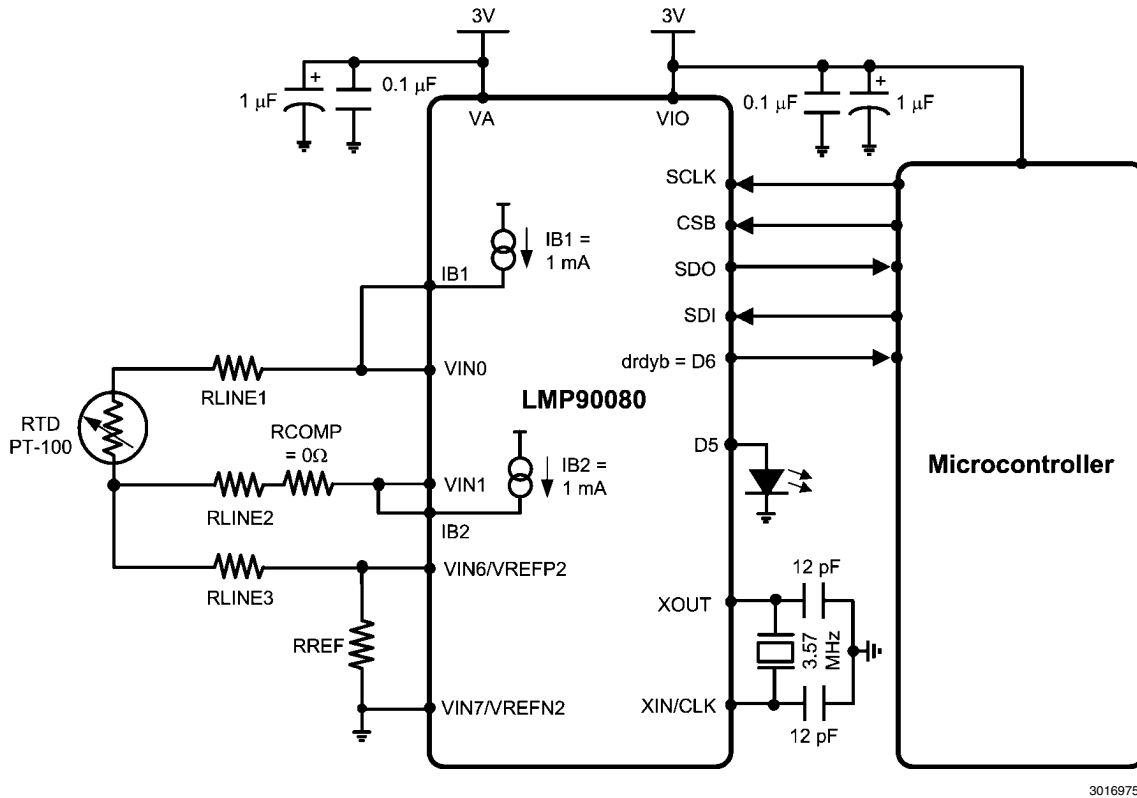 3V
3V
1 µF
+
0.1 µF
0.1 µF
+
1 µF
VA
VIO
SCLK
CSB
SDO
SDI
drdyb = D6
IB1 =
1 mA
IB1
VIN0
RLINE1
LMP90080
RTD
PT-100
RCOMP
= 0Ω
IB2 =
1 mA
D5
Microcontroller
VIN1
RLINE2
IB2
VIN6/VREFP2
RLINE3
12 pF
XOUT
RREF
3.57
MHz
VIN7/VREFN2
XIN/CLK
12 pF
3016975